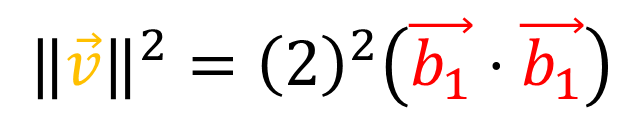 ‖v⃗‖² = (2)²(b₁⃗ · b₁⃗)